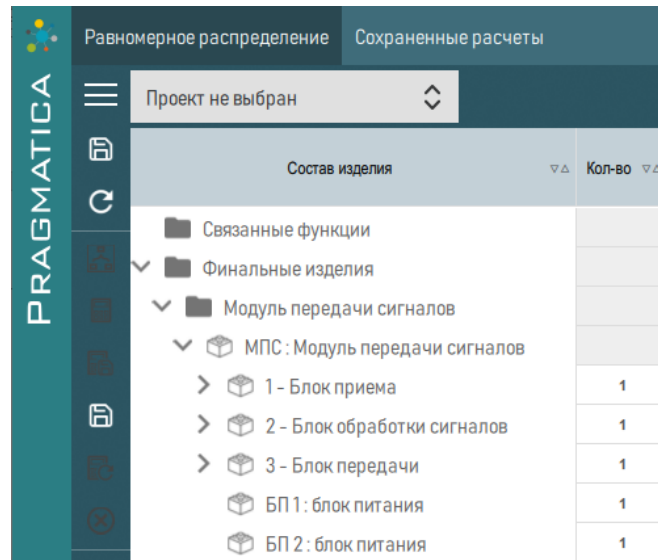 PRAGMATICA
Равномерное распределение
Сохраненные расчеты
Проект не выбран
Состав изделия
Кол-во
Связанные функции
Финальные изделия
Модуль передачи сигналов
МПС : Модуль передачи сигналов
1 - Блок приема
1
2 - Блок обработки сигналов
1
3 - Блок передачи
1
БП 1 : блок питания
1
БП 2 : блок питания
1